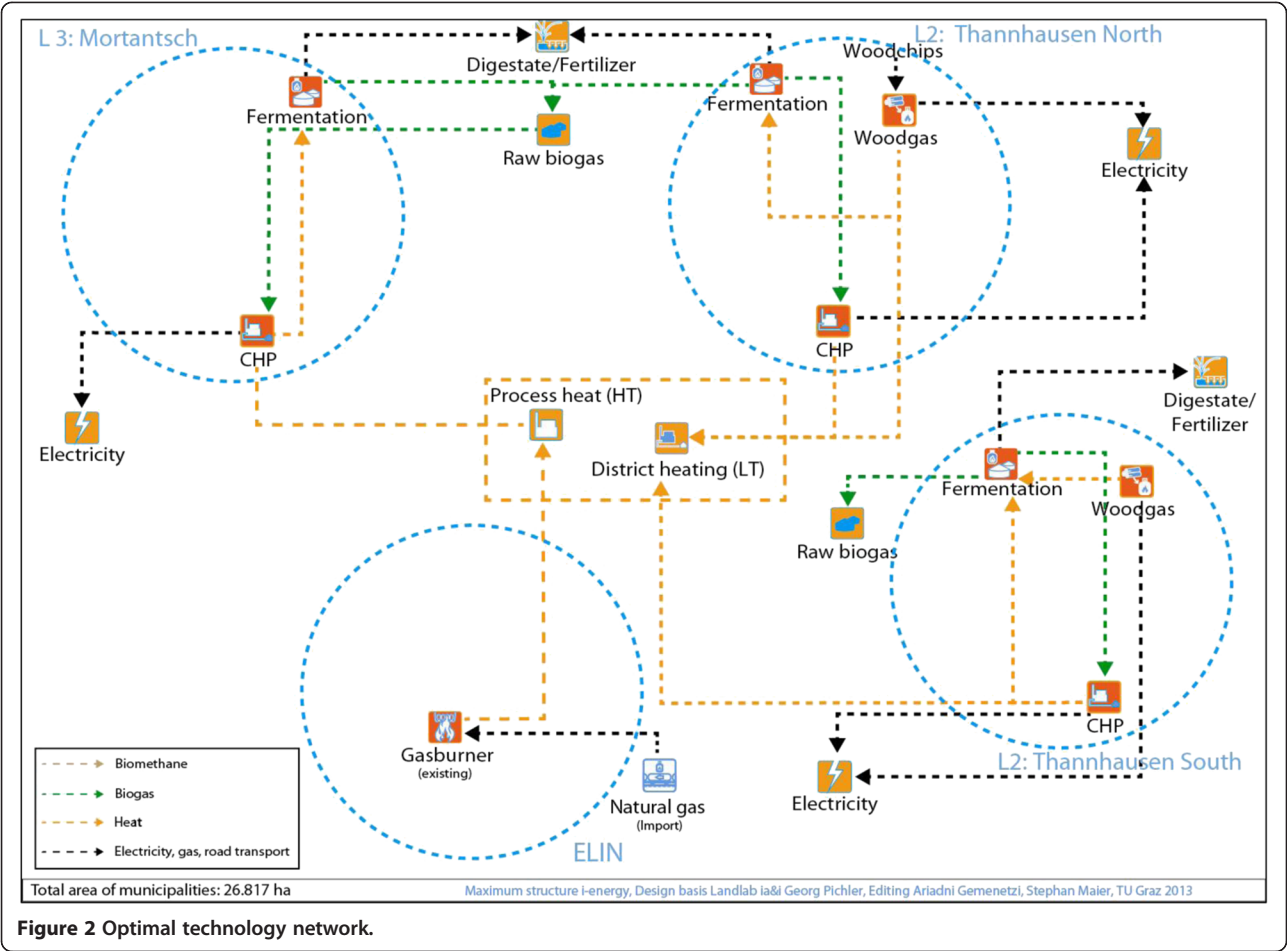 L 3: Mortantsch
L2: Thannhausen North
Woodchips
Digestate/Fertilizer
Fermentation
Fermentation
Woodgas
Raw biogas
Electricity
CHP
CHP
Electricity
Process heat (HT)
District heating (LT)
Digestate/
Fertilizer
Fermentation
Woodgas
Raw biogas
CHP
L2: Thannhausen South
Electricity
Gasburner
(existing)
Natural gas
(Import)
ELIN
Biomethane
Biogas
Heat
Electricity, gas, road transport
Total area of municipalities: 26.817 ha
Maximum structure i-energy, Design basis Landlab ia&i Georg Pichler, Editing Ariadni Gemenetzi, Stephan Maier, TU Graz 2013
Figure 2 Optimal technology network.